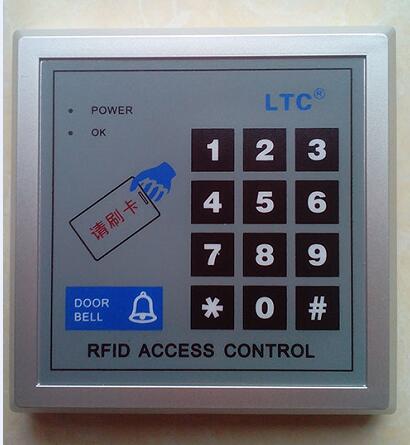 LTC®
POWER
OK
请刷卡
1 2 3
4 5 6
7 8 9
* 0 #
DOOR
BELL
RFID ACCESS CONTROL